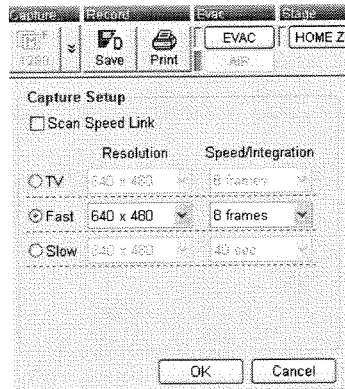 Capture Record Evac Stage
EVAC HOME Z
1280
Save Print AIR
Capture Setup
Scan Speed Link
Resolution Speed/Integration
TV 640 x 480 8 frames
Fast 640 x 480 8 frames
Slow 640 x 480 40 sec
OK Cancel